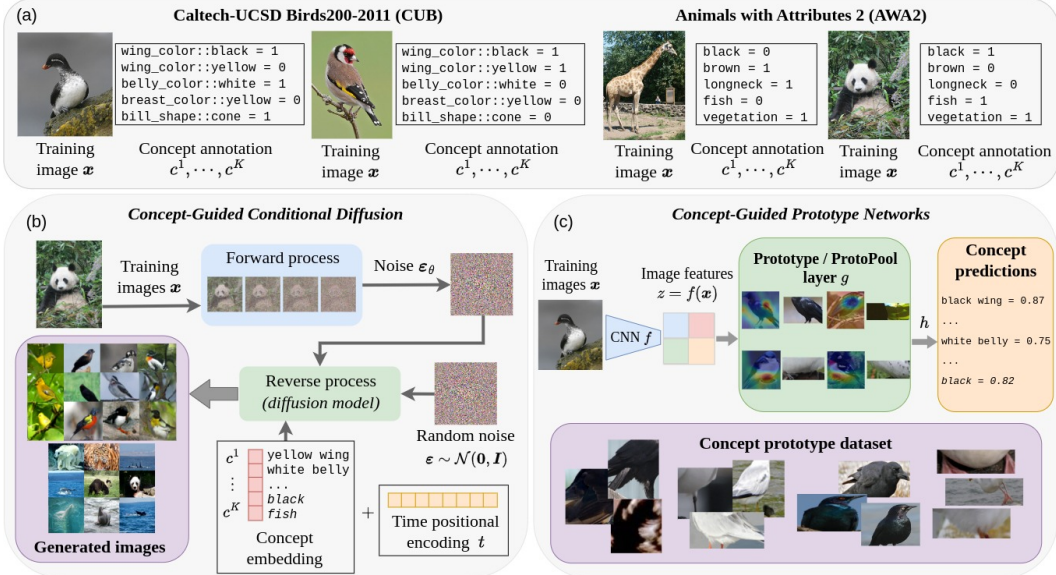 (a)
Caltech-UCSD Birds200-2011 (CUB)
wing_color::black = 1
wing_color::yellow = 0
belly_color::white = 1
breast_color::yellow = 0
bill_shape::cone = 1
Training
image x
Concept annotation
c¹, ⋯, cᴷ
wing_color::black = 1
wing_color::yellow = 1
belly_color::white = 0
breast_color::yellow = 0
bill_shape::cone = 0
Training
image x
Concept annotation
c¹, ⋯, cᴷ
Animals with Attributes 2 (AWA2)
black = 0
brown = 1
longneck = 1
fish = 0
vegetation = 1
Training
image x
Concept annotation
c¹, ⋯, cᴷ
black = 1
brown = 0
longneck = 0
fish = 1
vegetation = 1
Training
image x
Concept annotation
c¹, ⋯, cᴷ
(b)
Concept-Guided Conditional Diffusion
Training
images x
Forward process
Noise ε_θ
Reverse process
(diffusion model)
Random noise
ε ∼ 𝒩(0, I)
c¹
⋮
cᴷ
yellow wing
white belly
...
black
fish
Concept
embedding
+
Time positional
encoding t
Generated images
(c)
Concept-Guided Prototype Networks
Training
images x
CNN f
Image features
z = f(x)
Prototype / ProtoPool
layer g
h
Concept
predictions
black wing = 0.87
...
white belly = 0.75
...
black = 0.82
Concept prototype dataset